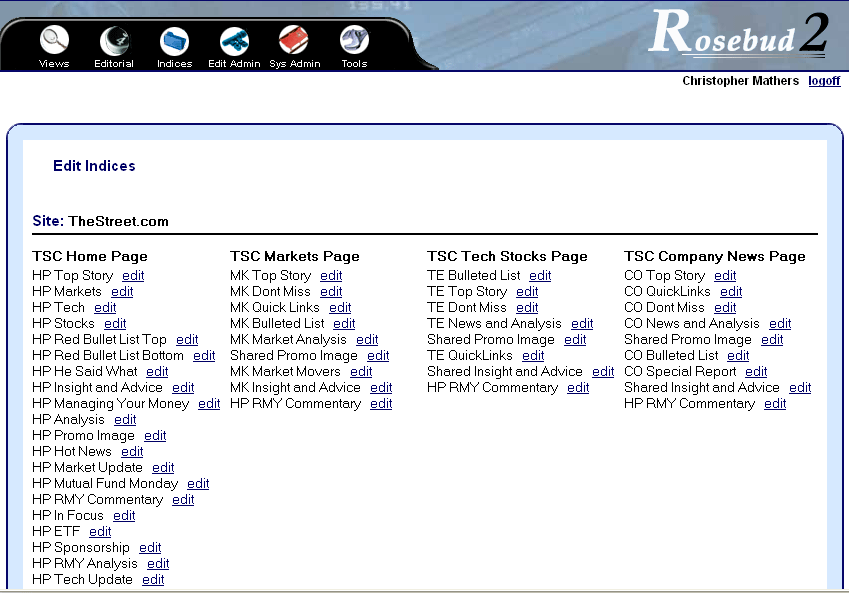 155.41
Rosebud 2
Views Editorial Indices Edit Admin Sys Admin Tools
Christopher Mathers logoff
Edit Indices
Site: TheStreet.com
TSC Home Page
HP Top Story edit
HP Markets edit
HP Tech edit
HP Stocks edit
HP Red Bullet List Top edit
HP Red Bullet List Bottom edit
HP He Said What edit
HP Insight and Advice edit
HP Managing Your Money edit
HP Analysis edit
HP Promo Image edit
HP Hot News edit
HP Market Update edit
HP Mutual Fund Monday edit
HP RMY Commentary edit
HP In Focus edit
HP ETF edit
HP Sponsorship edit
HP RMY Analysis edit
HP Tech Update edit
TSC Markets Page
MK Top Story edit
MK Dont Miss edit
MK Quick Links edit
MK Bulleted List edit
MK Market Analysis edit
Shared Promo Image edit
MK Market Movers edit
MK Insight and Advice edit
HP RMY Commentary edit
TSC Tech Stocks Page
TE Bulleted List edit
TE Top Story edit
TE Dont Miss edit
TE News and Analysis edit
Shared Promo Image edit
TE QuickLinks edit
Shared Insight and Advice edit
HP RMY Commentary edit
TSC Company News Page
CO Top Story edit
CO QuickLinks edit
CO Dont Miss edit
CO News and Analysis edit
Shared Promo Image edit
CO Bulleted List edit
CO Special Report edit
Shared Insight and Advice edit
HP RMY Commentary edit